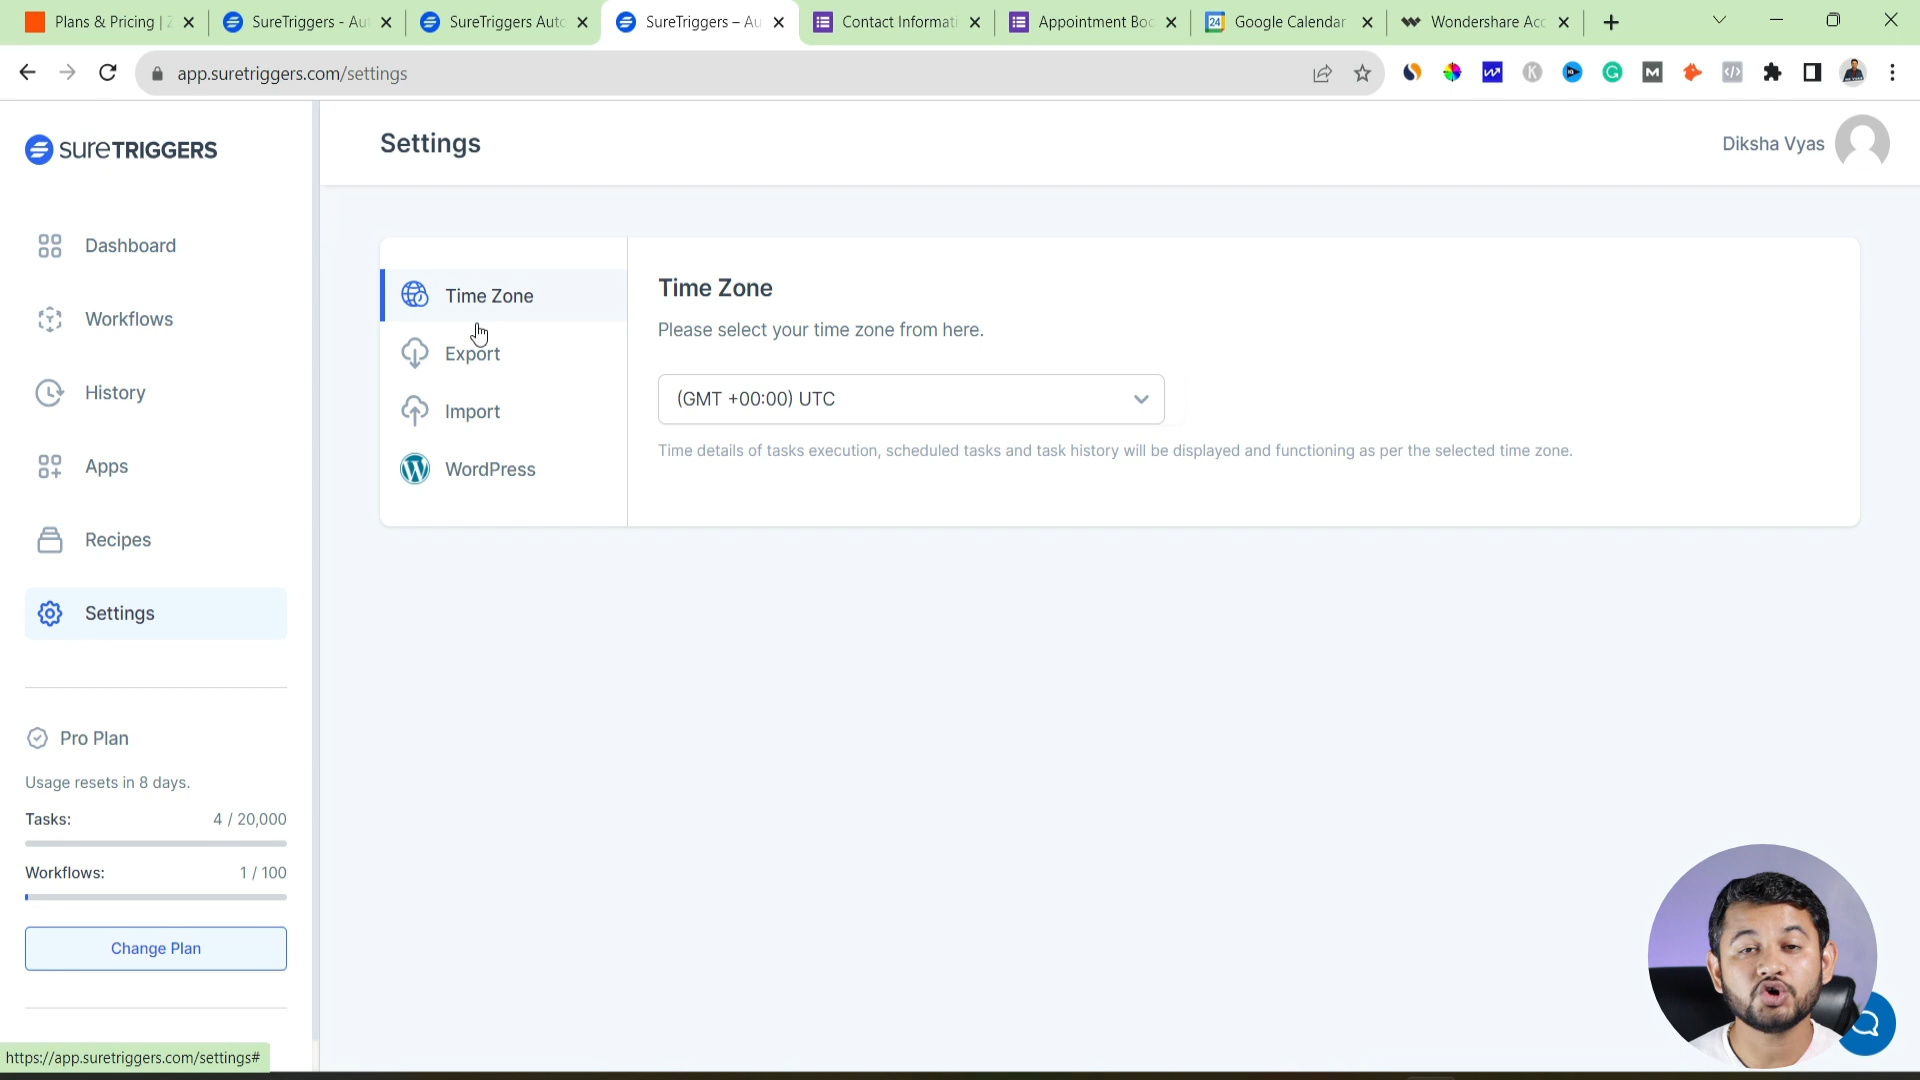 Plans & Pricing | Z
SureTriggers - Au
SureTriggers Auto
SureTriggers – Au
Contact Informati
Appointment Boo
24
Google Calendar
Wondershare Acc
app.suretriggers.com/settings
SURETRIGGERS
Settings
Diksha Vyas
Dashboard
Workflows
History
Apps
Recipes
Settings
Time Zone
Export
Import
WordPress
Time Zone
Please select your time zone from here.
(GMT +00:00) UTC
Time details of tasks execution, scheduled tasks and task history will be displayed and functioning as per the selected time zone.
Pro Plan
Usage resets in 8 days.
Tasks: 4 / 20,000
Workflows: 1 / 100
Change Plan
https://app.suretriggers.com/settings#